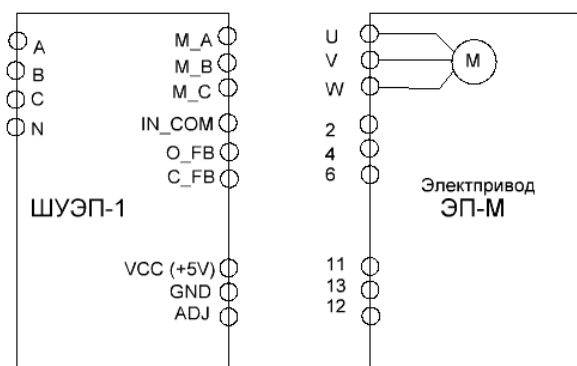 A
B
C
N
ШУЭП-1
M_A
M_B
M_C
IN_COM
O_FB
C_FB
VCC (+5V)
GND
ADJ
U
V
W
M
2
4
6
Электпривод
ЭП-М
11
13
12